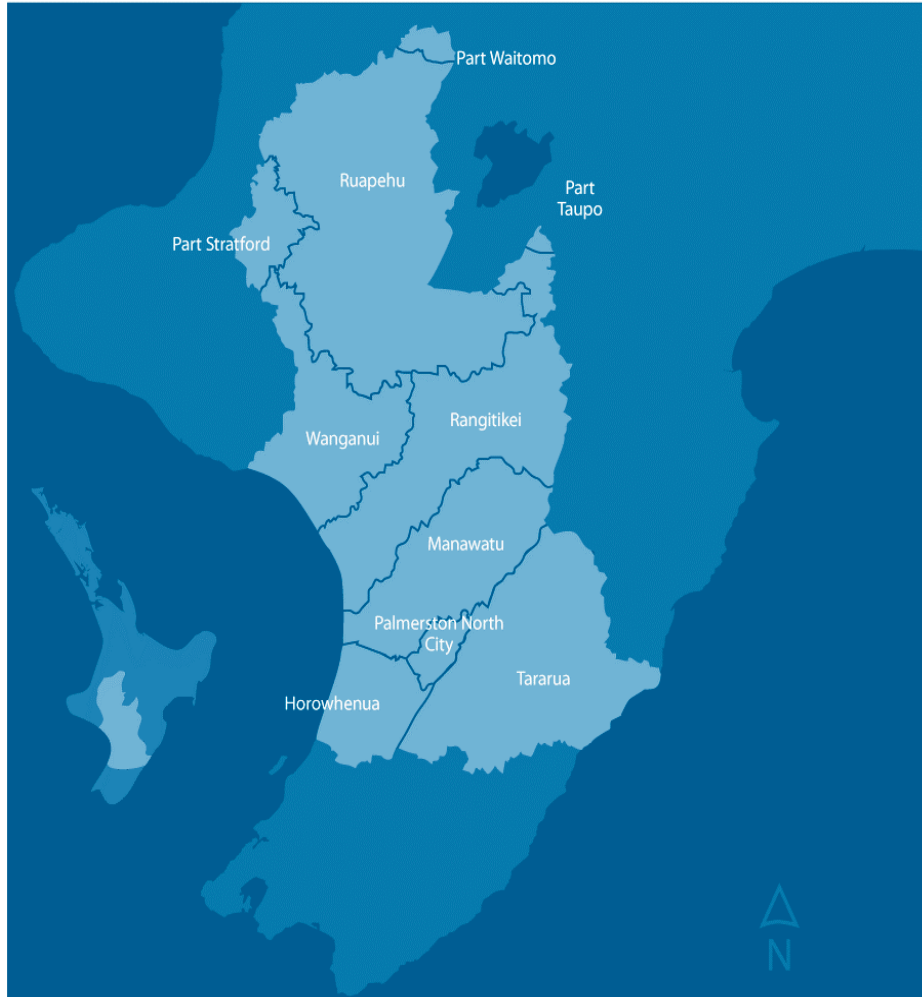 Part Waitomo
Ruapehu
Part
Taupo
Part Stratford
Rangitikei
Wanganui
Manawatu
Palmerston North
City
Tararua
Horowhenua
N